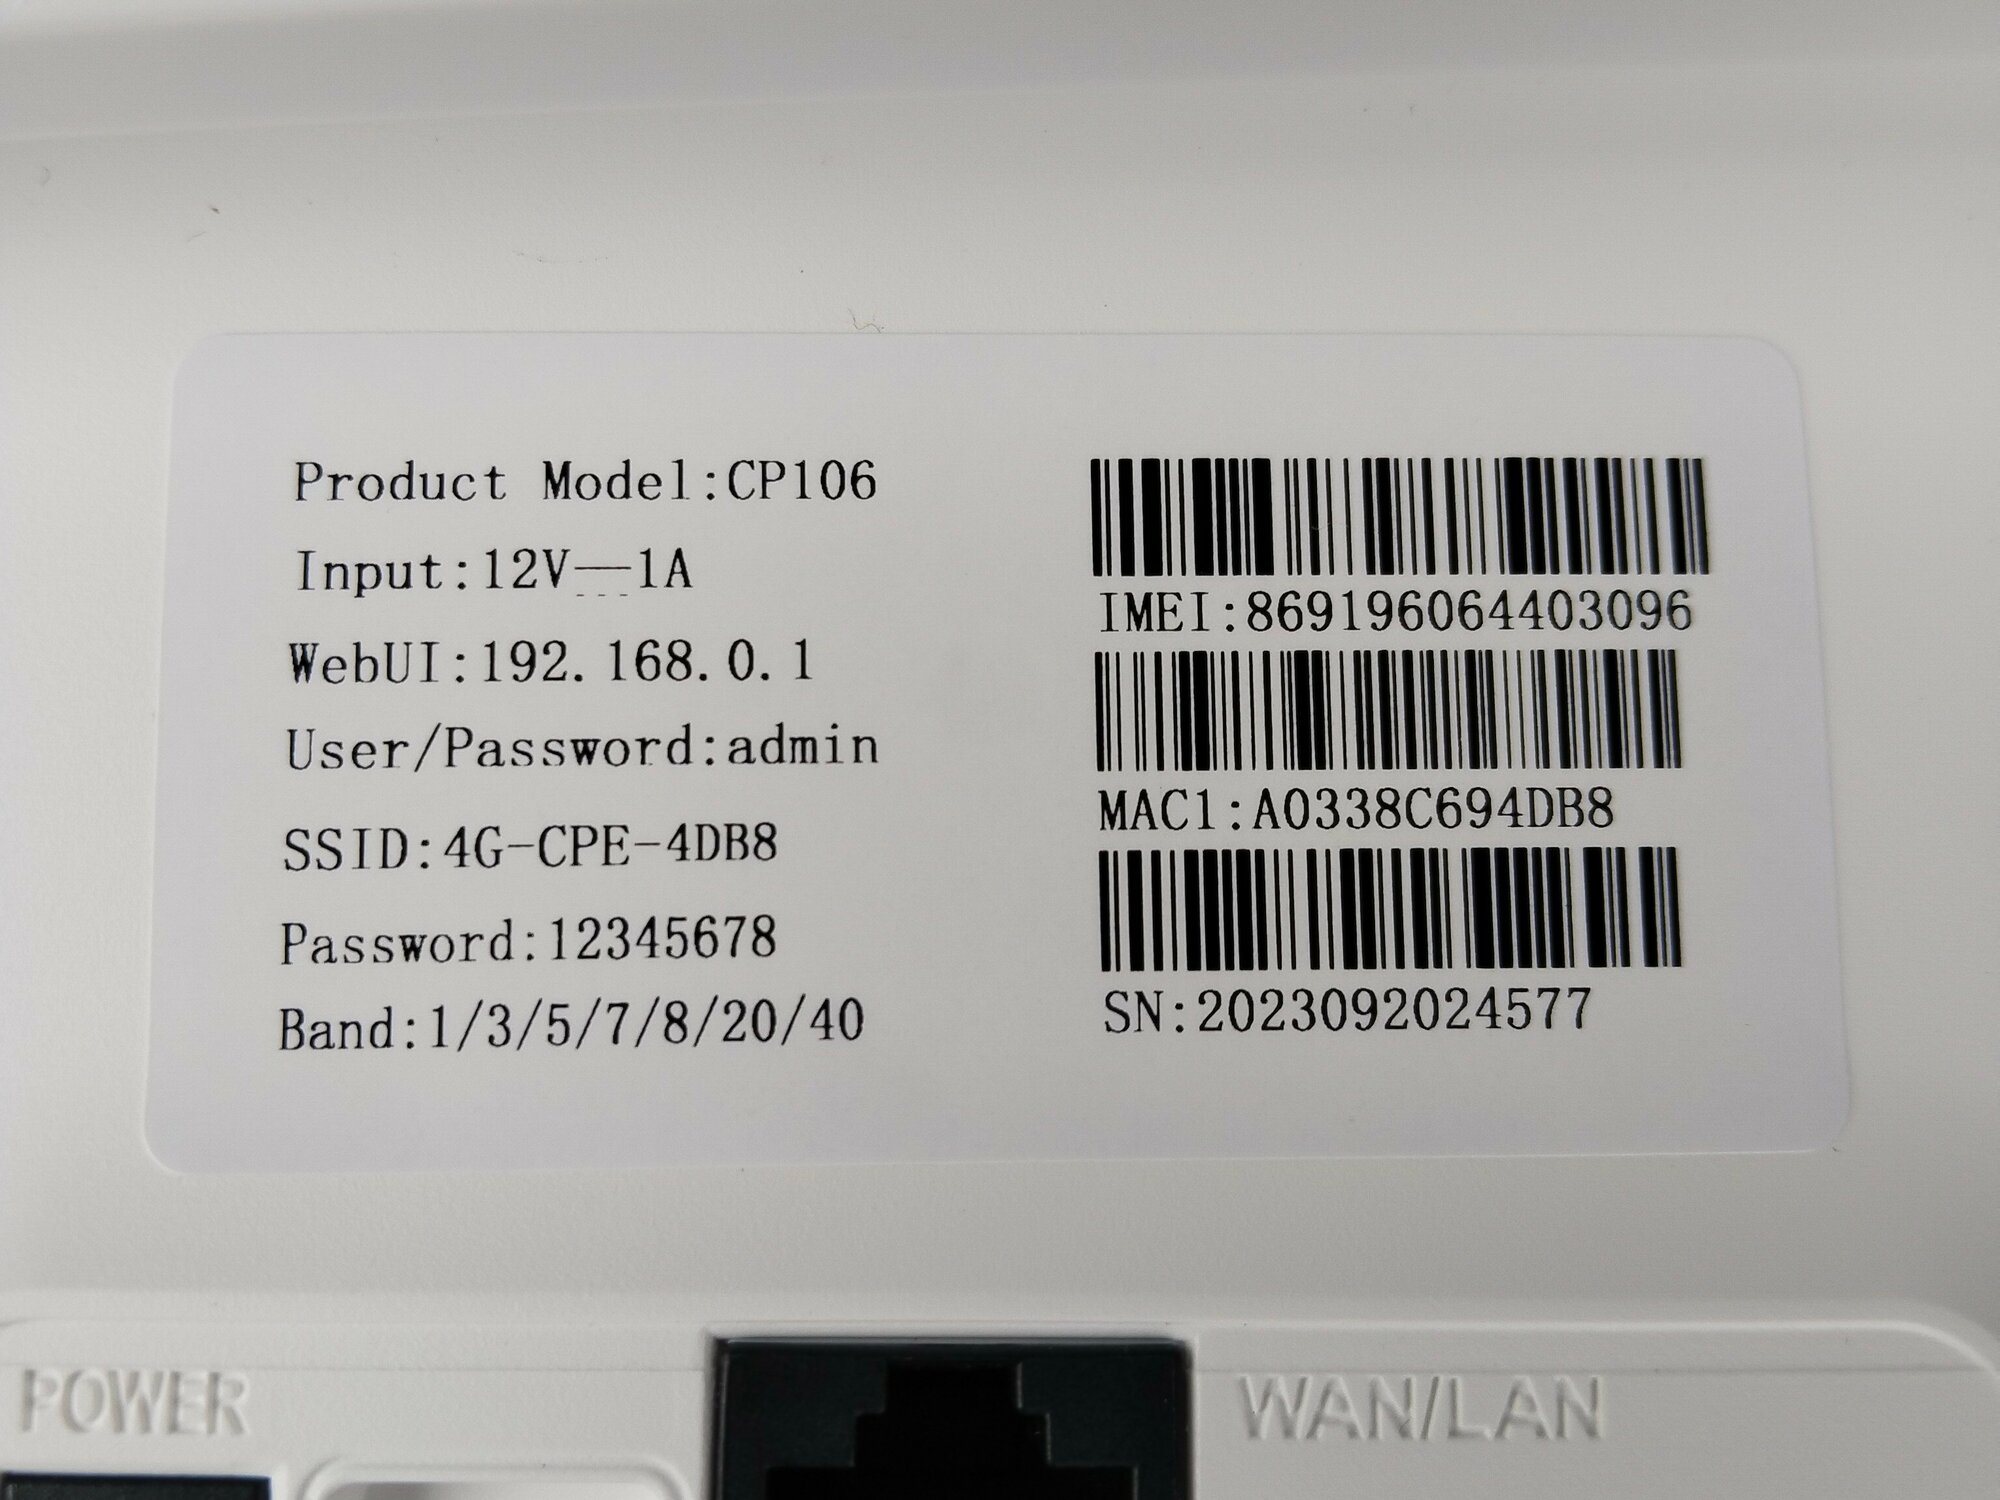 Product Model:CP106
Input:12V⎓1A
WebUI:192.168.0.1
User/Password:admin
SSID:4G-CPE-4DB8
Password:12345678
Band:1/3/5/7/8/20/40
IMEI:869196064403096
MAC1:A0338C694DB8
SN:2023092024577
POWER
WAN/LAN